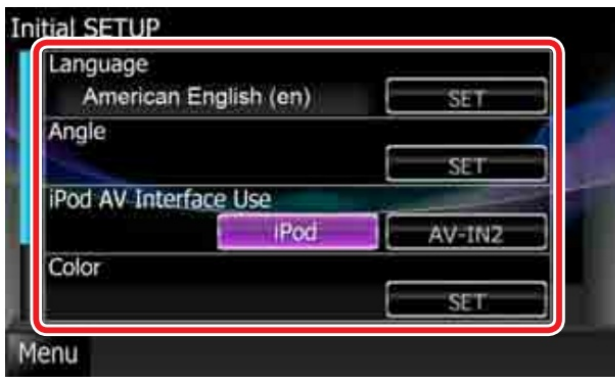 Initial SETUP
Language
American English (en) SET
Angle
SET
iPod AV Interface Use
iPod AV-IN2
Color
SET
Menu